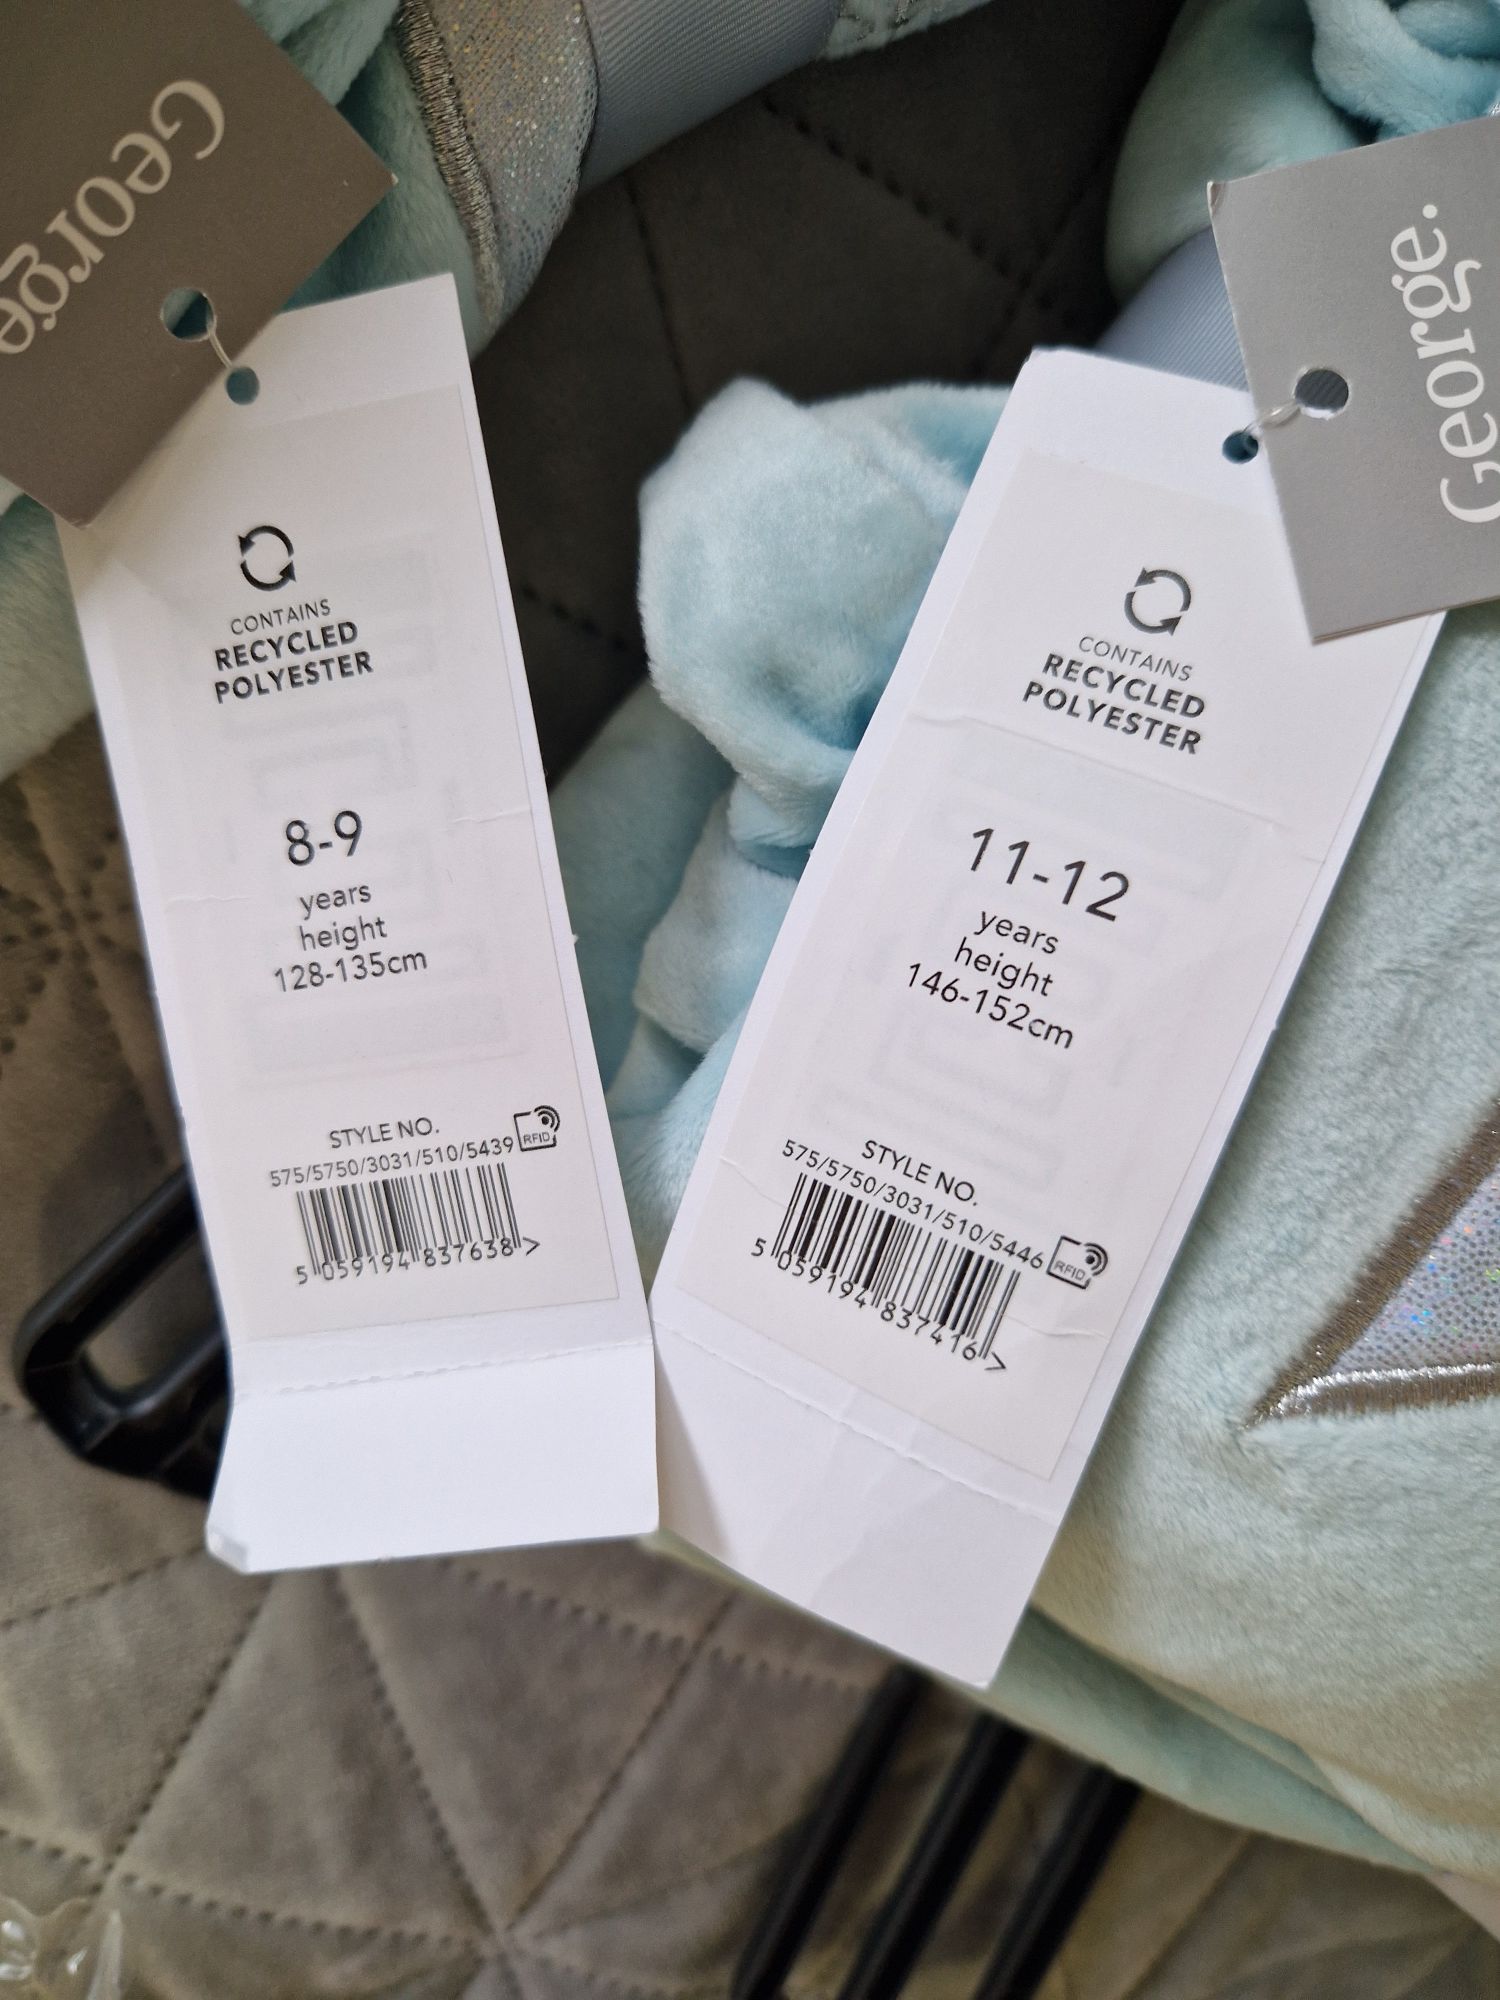 George
CONTAINS
RECYCLED
POLYESTER
8-9
years
height
128-135cm
STYLE NO.
575/5750/3031/510/5439
RFID
5 059194 837638 >
George.
CONTAINS
RECYCLED
POLYESTER
11-12
years
height
146-152cm
STYLE NO.
575/5750/3031/510/5446
RFID
5 059194 837416 >